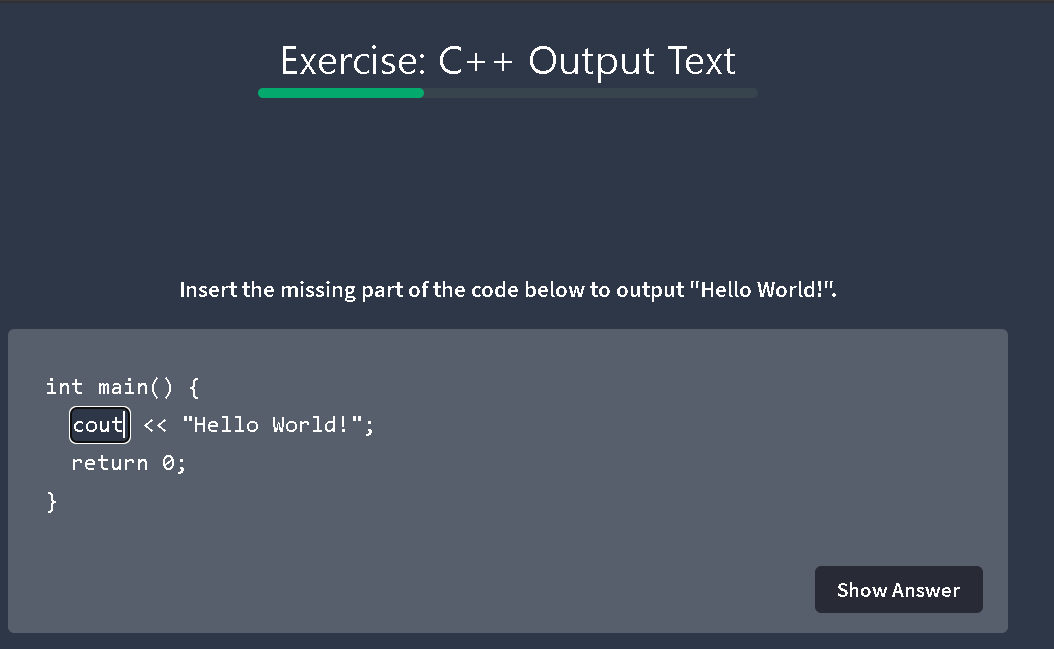 Exercise: C++ Output Text
Insert the missing part of the code below to output "Hello World!".
int main() {
cout << "Hello World!";
return 0;
}
Show Answer